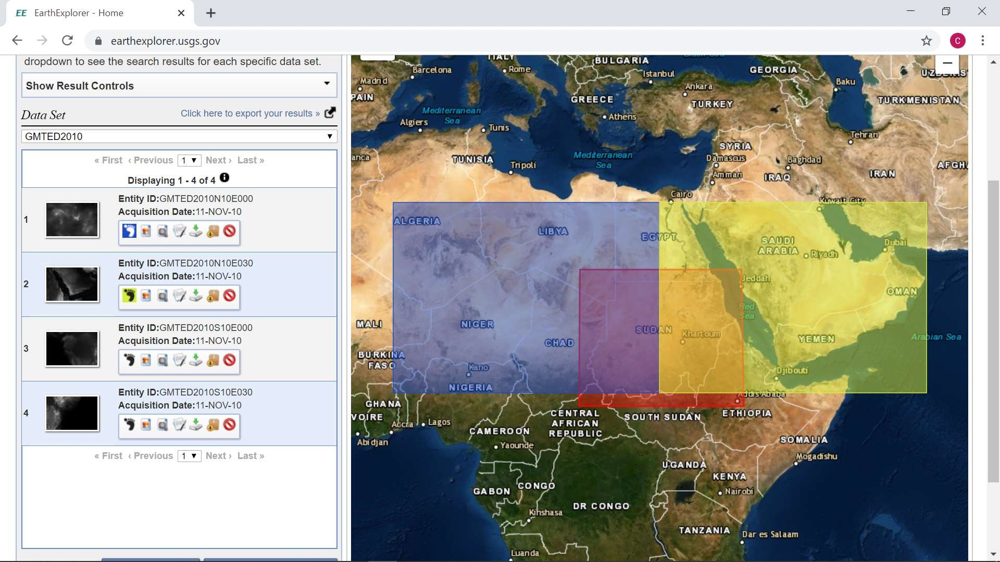 EE EarthExplorer - Home
earthexplorer.usgs.gov
C
dropdown to see the search results for each specific data set.
Show Result Controls
Data Set
Click here to export your results »
GMTED2010
« First ‹ Previous 1 Next › Last »
Displaying 1 - 4 of 4
1
Entity ID:GMTED2010N10E000
Acquisition Date:11-NOV-10
2
Entity ID:GMTED2010N10E030
Acquisition Date:11-NOV-10
3
Entity ID:GMTED2010S10E000
Acquisition Date:11-NOV-10
4
Entity ID:GMTED2010S10E030
Acquisition Date:11-NOV-10
« First ‹ Previous 1 Next › Last »
ITALY
BULGARIA
Black Sea
Barcelona
Rome
Istanbul
GEORGIA
UZBEKIS
Madrid
Ankara
Baku
PAIN
GREECE
TURKEY
TURKMENISTAN
Mediterranean
Sea
Algiers
Tunis
Athens
Tehran
SYRIA
anca
TUNISIA
Mediterranean
Sea
Damascus
Baghdad
Tripoli
Amman
IRAQ
IRAN
AFGHA
Cairo
Kuwait City
ALGERIA
LIBYA
EGYPT
SAUDI
ARABIA
Riyadh
Dubai
Jeddah
OMAN
Red
Sea
MALI
NIGER
SUDAN
Khartoum
CHAD
YEMEN
Arabian Sea
BURKINA
FASO
Kano
Djibouti
NIGERIA
Addis Ababa
GHANA
VOIRE
CENTRAL
AFRICAN
REPUBLIC
SOUTH SUDAN
ETHIOPIA
Accra
Lagos
CAMEROON
Abidjan
Yaounde
SOMALIA
Mogadishu
UGANDA
KENYA
GABON
CONGO
Nairobi
DR CONGO
Kinshasa
TANZANIA
Dar es Salaam
Luanda